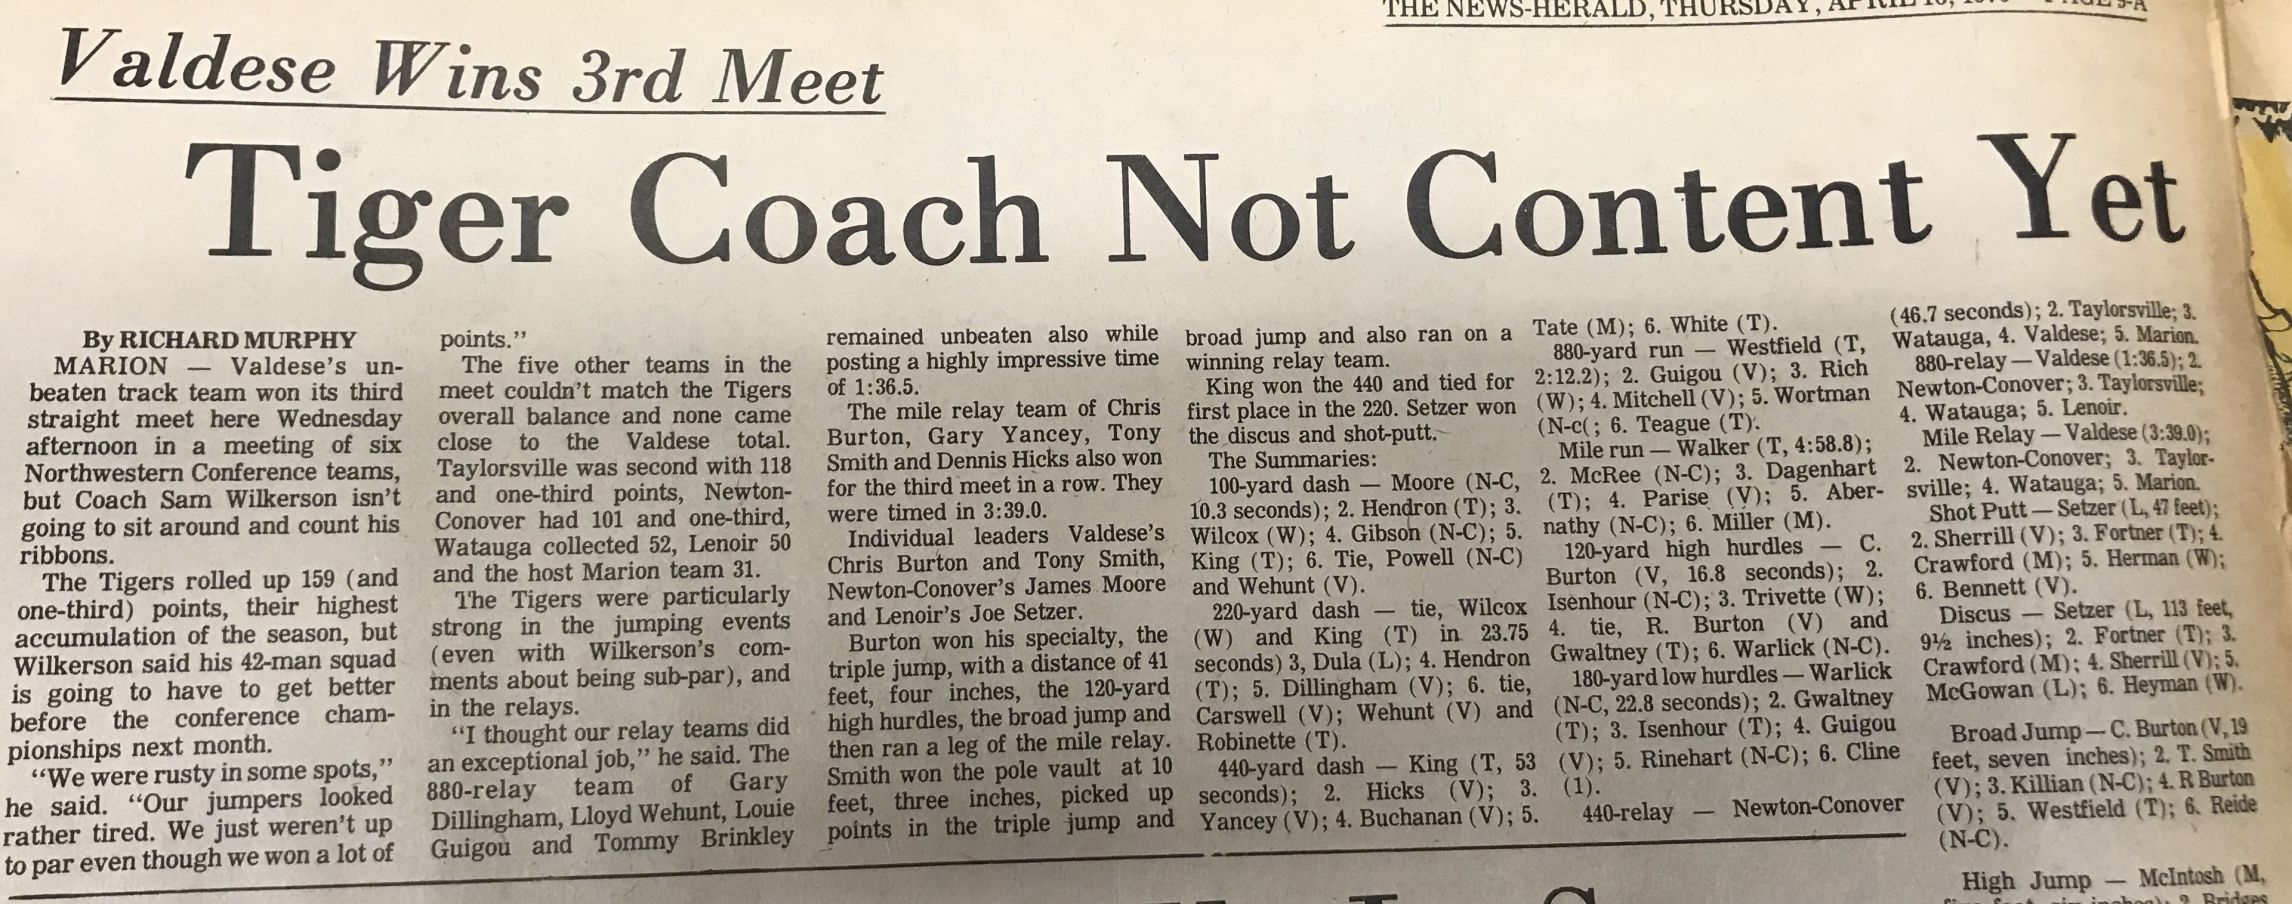 THE NEWS-HERALD, THURSDAY,
Valdese Wins 3rd Meet
Tiger Coach Not Content Yet
By RICHARD MURPHY
MARION — Valdese's un-
beaten track team won its third
straight meet here Wednesday
afternoon in a meeting of six
Northwestern Conference teams,
but Coach Sam Wilkerson isn't
going to sit around and count his
ribbons.
The Tigers rolled up 159 (and
one-third) points, their highest
accumulation of the season, but
Wilkerson said his 42-man squad
is going to have to get better
before the conference cham-
pionships next month.
"We were rusty in some spots,"
he said. "Our jumpers looked
rather tired. We just weren't up
to par even though we won a lot of
points."
The five other teams in the
meet couldn't match the Tigers
overall balance and none came
close to the Valdese total.
Taylorsville was second with 118
and one-third points, Newton-
Conover had 101 and one-third,
Watauga collected 52, Lenoir 50
and the host Marion team 31.
The Tigers were particularly
strong in the jumping events
(even with Wilkerson's com-
ments about being sub-par), and
in the relays.
"I thought our relay teams did
an exceptional job," he said. The
880-relay team of Gary
Dillingham, Lloyd Wehunt, Louie
Guigou and Tommy Brinkley
remained unbeaten also while
posting a highly impressive time
of 1:36.5.
The mile relay team of Chris
Burton, Gary Yancey, Tony
Smith and Dennis Hicks also won
for the third meet in a row. They
were timed in 3:39.0.
Individual leaders Valdese's
Chris Burton and Tony Smith,
Newton-Conover's James Moore
and Lenoir's Joe Setzer.
Burton won his specialty, the
triple jump, with a distance of 41
feet, four inches, the 120-yard
high hurdles, the broad jump and
then ran a leg of the mile relay.
Smith won the pole vault at 10
feet, three inches, picked up
points in the triple jump and
broad jump and also ran on a
winning relay team.
King won the 440 and tied for
first place in the 220. Setzer won
the discus and shot-putt.
The Summaries:
100-yard dash — Moore (N-C,
10.3 seconds); 2. Hendron (T); 3.
Wilcox (W); 4. Gibson (N-C); 5.
King (T); 6. Tie, Powell (N-C)
and Wehunt (V).
220-yard dash — tie, Wilcox
(W) and King (T) in 23.75
seconds) 3, Dula (L); 4. Hendron
(T); 5. Dillingham (V); 6. tie,
Carswell (V); Wehunt (V) and
Robinette (T).
440-yard dash — King (T, 53
seconds); 2. Hicks (V); 3.
Yancey (V); 4. Buchanan (V); 5.
Tate (M); 6. White (T).
880-yard run — Westfield (T,
2:12.2); 2. Guigou (V); 3. Rich
(W); 4. Mitchell (V); 5. Wortman
(N-c(; 6. Teague (T).
Mile run — Walker (T, 4:58.8);
2. McRee (N-C); 3. Dagenhart
(T); 4. Parise (V); 5. Aber-
nathy (N-C); 6. Miller (M).
120-yard high hurdles — C.
Burton (V, 16.8 seconds); 2.
Isenhour (N-C); 3. Trivette (W);
4. tie, R. Burton (V) and
Gwaltney (T); 6. Warlick (N-C).
180-yard low hurdles — Warlick
(N-C, 22.8 seconds); 2. Gwaltney
(T); 3. Isenhour (T); 4. Guigou
(V); 5. Rinehart (N-C); 6. Cline
(1).
440-relay — Newton-Conover
(46.7 seconds); 2. Taylorsville; 3.
Watauga, 4. Valdese; 5. Marion.
880-relay — Valdese (1:36.5); 2.
Newton-Conover; 3. Taylorsville;
4. Watauga; 5. Lenoir.
Mile Relay — Valdese (3:39.0);
2. Newton-Conover; 3. Taylor-
sville; 4. Watauga; 5. Marion.
Shot Putt — Setzer (L, 47 feet);
2. Sherrill (V); 3. Fortner (T); 4.
Crawford (M); 5. Herman (W);
6. Bennett (V).
Discus — Setzer (L, 113 feet,
9½ inches); 2. Fortner (T); 3.
Crawford (M); 4. Sherrill (V); 5.
McGowan (L); 6. Heyman (W).
Broad Jump — C. Burton (V, 19
feet, seven inches); 2. T. Smith
(V); 3. Killian (N-C); 4. R Burton
(V); 5. Westfield (T); 6. Reide
(N-C).
High Jump — McIntosh (M,